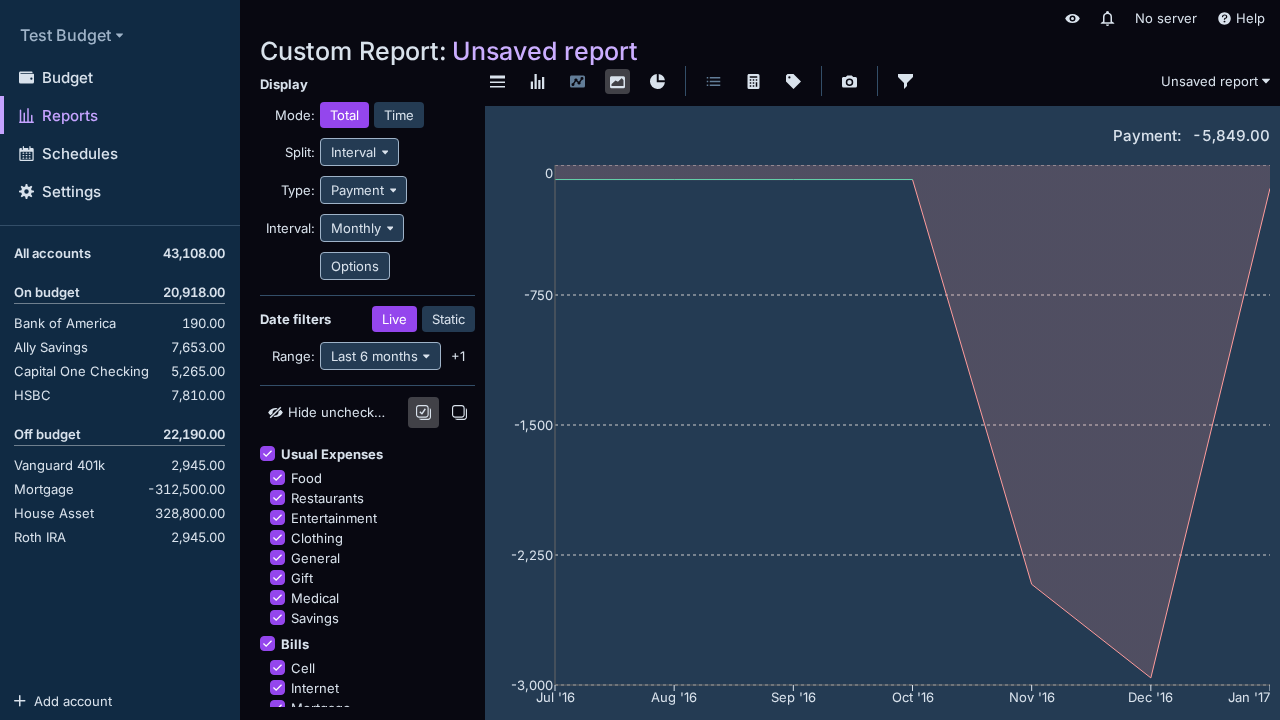 Test Budget
Budget
Reports
Schedules
Settings
All accounts 43,108.00
On budget 20,918.00
Bank of America 190.00
Ally Savings 7,653.00
Capital One Checking 5,265.00
HSBC 7,810.00
Off budget 22,190.00
Vanguard 401k 2,945.00
Mortgage -312,500.00
House Asset 328,800.00
Roth IRA 2,945.00
Add account
No server
Help
Custom Report: Unsaved report
Display
Mode: Total Time
Split: Interval
Type: Payment
Interval: Monthly
Options
Date filters Live Static
Range: Last 6 months +1
Hide uncheck...
Usual Expenses
Food
Restaurants
Entertainment
Clothing
General
Gift
Medical
Savings
Bills
Cell
Internet
Mortgage
Unsaved report
Payment: -5,849.00
0
-750
-1,500
-2,250
-3,000
Jul '16 Aug '16 Sep '16 Oct '16 Nov '16 Dec '16 Jan '17